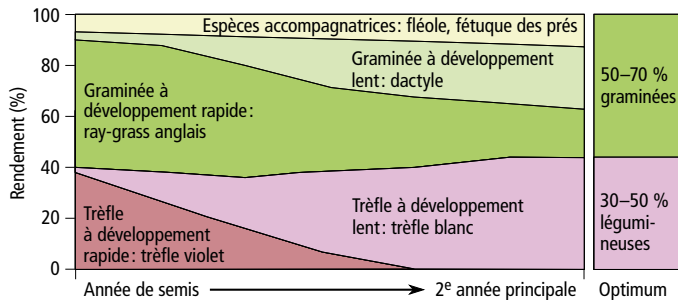 Rendement (%)
100
80
60
40
20
0
Espèces accompagnatrices: fléole, fétuque des prés
Graminée à développement
lent: dactyle
Graminée à
développement rapide:
ray-grass anglais
Trèfle à développement
lent: trèfle blanc
Trèfle
à développement
rapide: trèfle violet
50–70 %
graminées
30–50 %
légumi-
neuses
Année de semis
2e année principale
Optimum